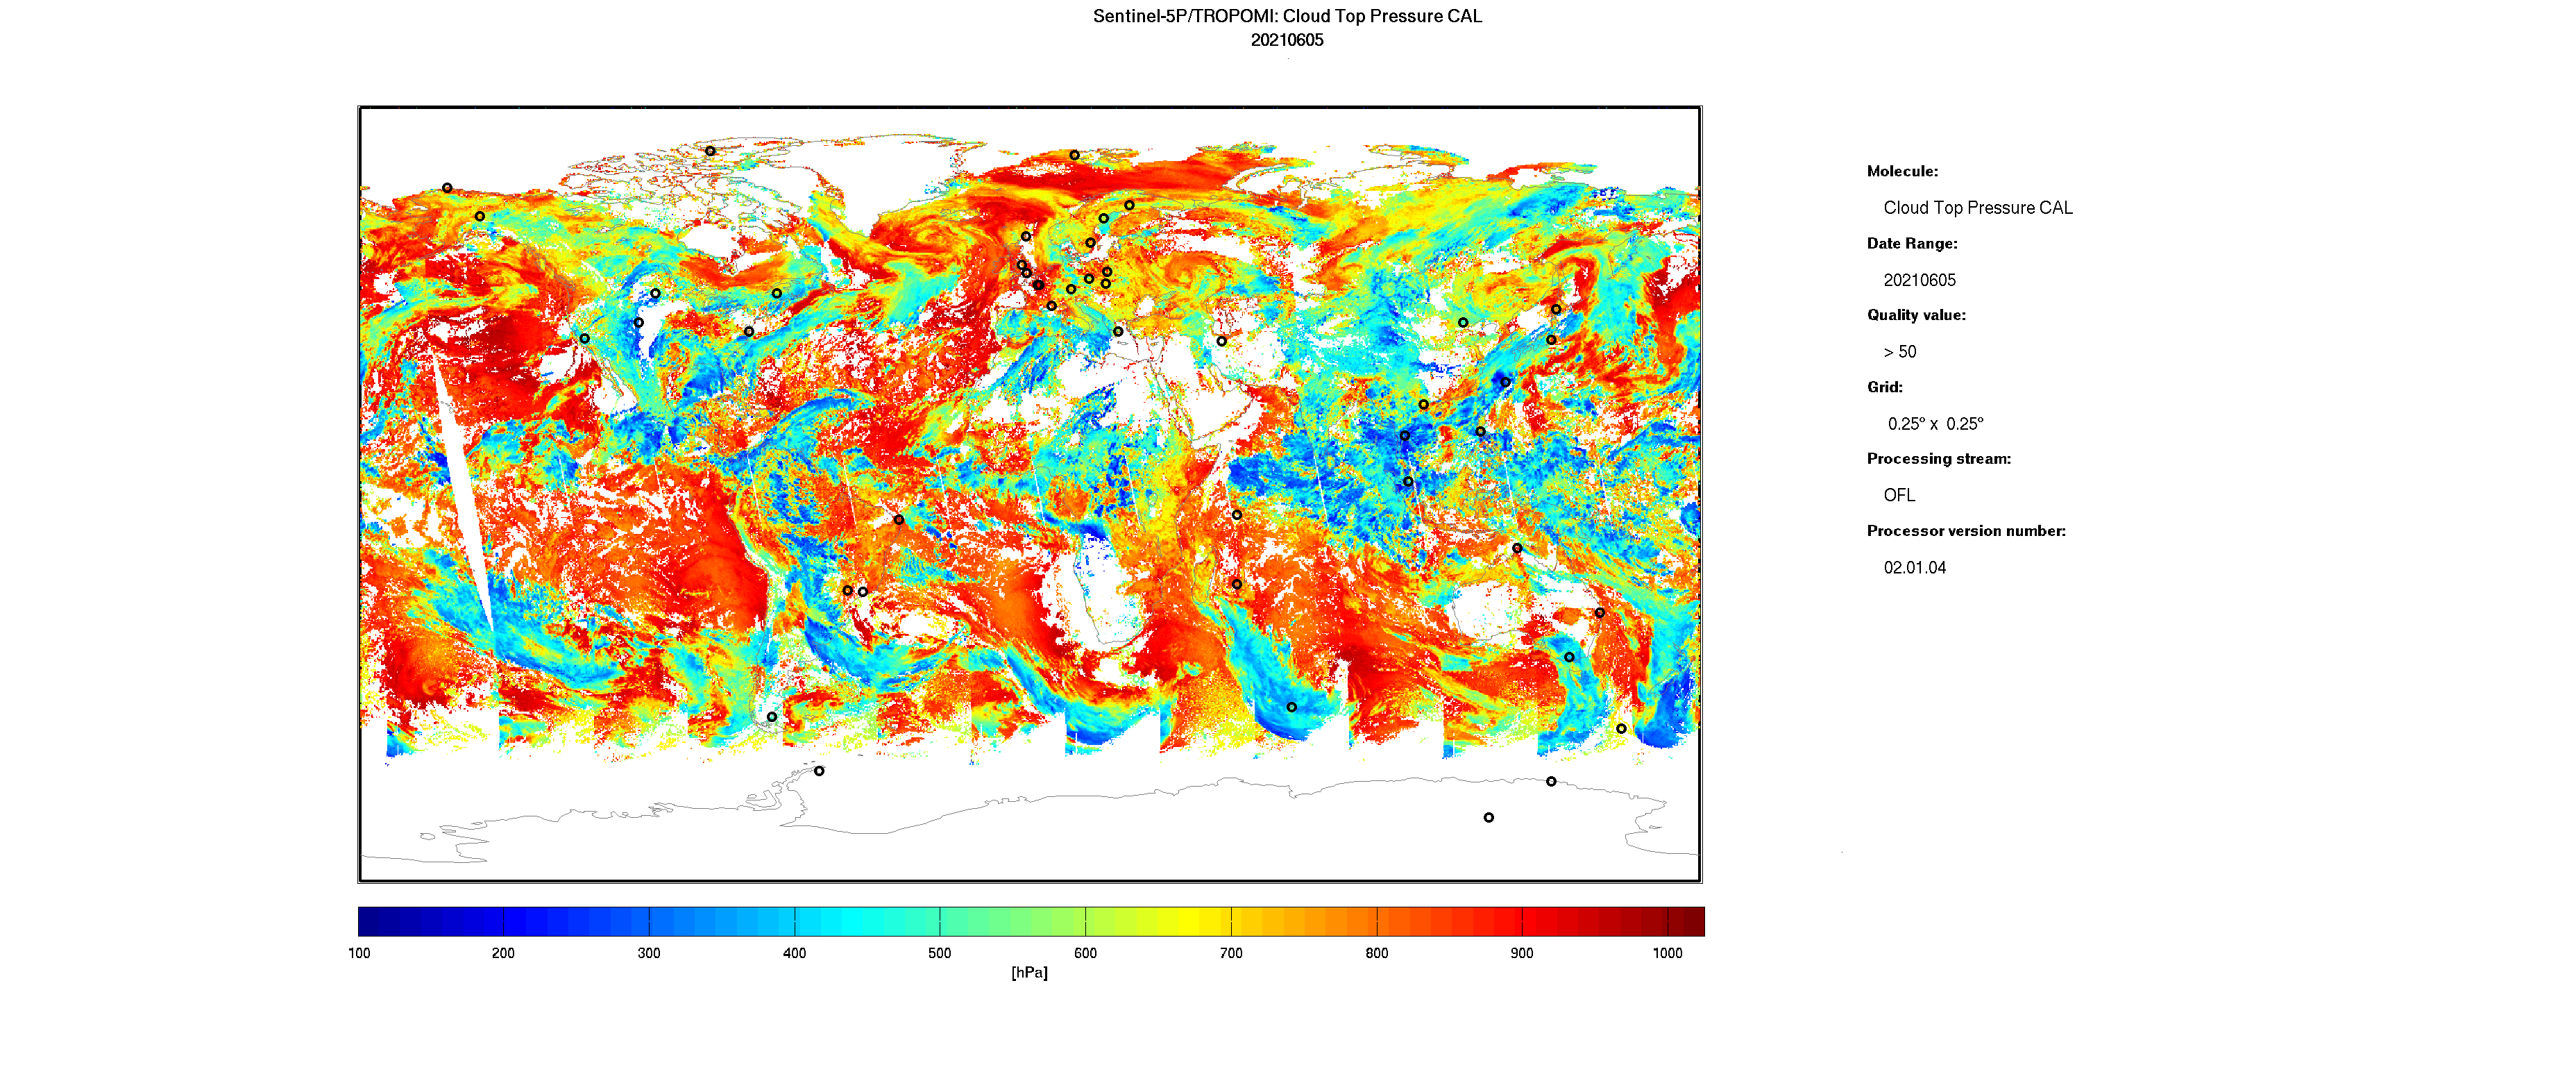 Sentinel-5P/TROPOMI: Cloud Top Pressure CAL
20210605
Molecule:
Cloud Top Pressure CAL
Date Range:
20210605
Quality value:
> 50
Grid:
0.25° x 0.25°
Processing stream:
OFL
Processor version number:
02.01.04
100 200 300 400 500 600 700 800 900 1000
[hPa]